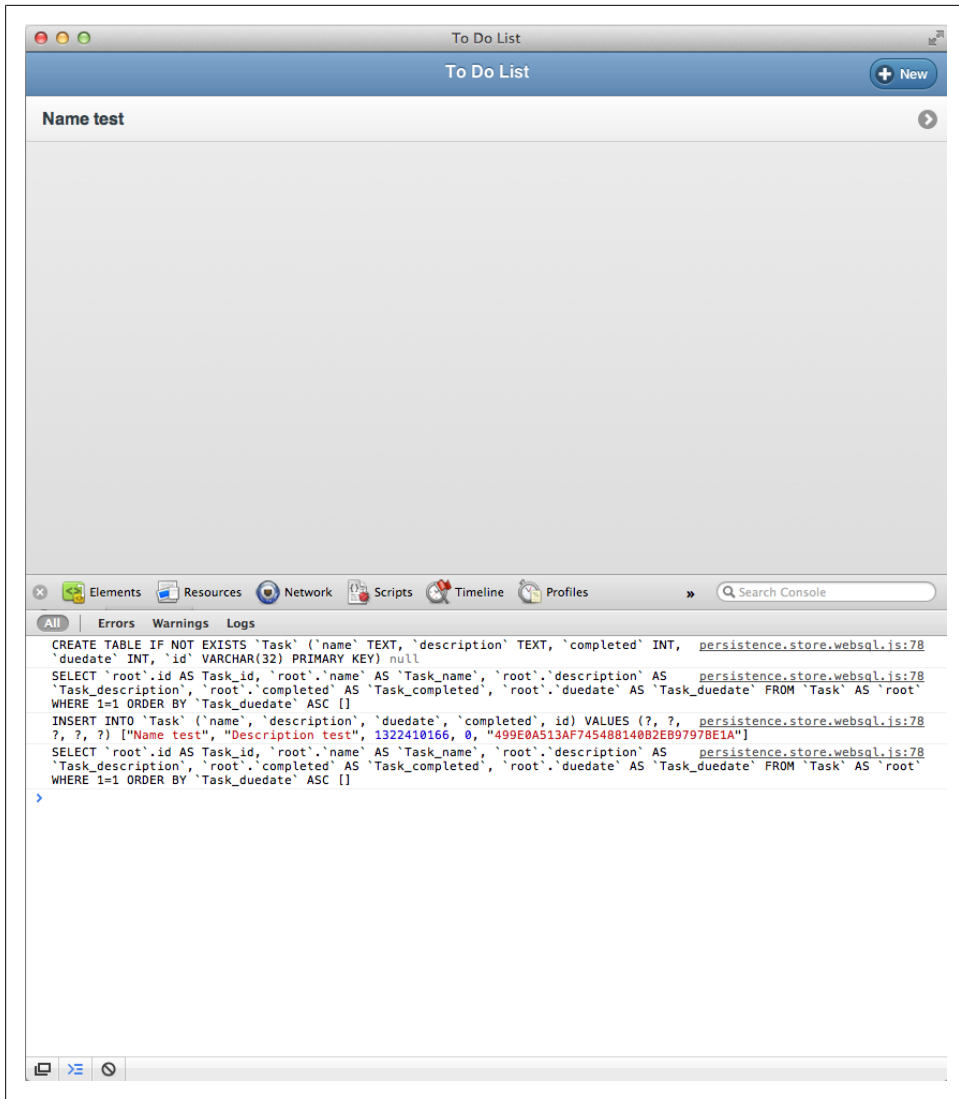 To Do List
To Do List
New
Name test
Elements Resources Network Scripts Timeline Profiles » Search Console
All Errors Warnings Logs
CREATE TABLE IF NOT EXISTS `Task` (`name` TEXT, `description` TEXT, `completed` INT, persistence.store.websql.js:78
`duedate` INT, `id` VARCHAR(32) PRIMARY KEY) null
SELECT `root`.id AS Task_id, `root`.`name` AS `Task_name`, `root`.`description` AS persistence.store.websql.js:78
`Task_description`, `root`.`completed` AS `Task_completed`, `root`.`duedate` AS `Task_duedate` FROM `Task` AS `root`
WHERE 1=1 ORDER BY `Task_duedate` ASC []
INSERT INTO `Task` (`name`, `description`, `duedate`, `completed`, id) VALUES (?, ?, persistence.store.websql.js:78
?, ?, ?) ["Name test", "Description test", 1322410166, 0, "499E0A513AF745488140B2EB9797BE1A"]
SELECT `root`.id AS Task_id, `root`.`name` AS `Task_name`, `root`.`description` AS persistence.store.websql.js:78
`Task_description`, `root`.`completed` AS `Task_completed`, `root`.`duedate` AS `Task_duedate` FROM `Task` AS `root`
WHERE 1=1 ORDER BY `Task_duedate` ASC []
>